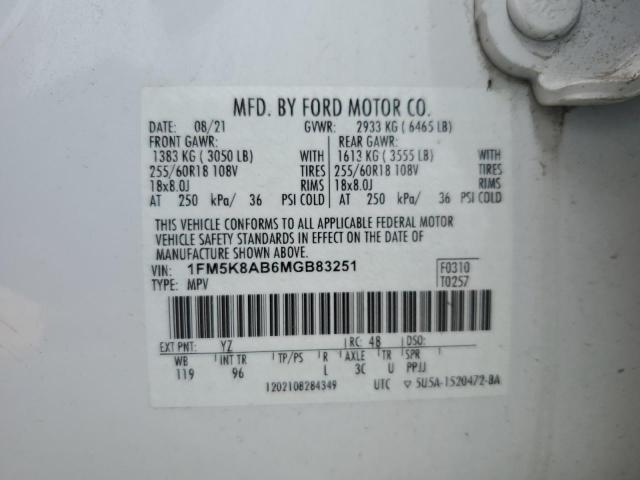 MFD. BY FORD MOTOR CO.
DATE: 08/21 GVWR: 2933 KG ( 6465 LB)
FRONT GAWR: REAR GAWR:
1383 KG ( 3050 LB) WITH 1613 KG ( 3555 LB) WITH
255/60R18 108V TIRES 255/60R18 108V TIRES
18x8.0J RIMS 18x8.0J RIMS
AT 250 kPa/ 36 PSI COLD AT 250 kPa/ 36 PSI COLD
THIS VEHICLE CONFORMS TO ALL APPLICABLE FEDERAL MOTOR
VEHICLE SAFETY STANDARDS IN EFFECT ON THE DATE OF
MANUFACTURE SHOWN ABOVE.
VIN: 1FM5K8AB6MGB83251 F0310
TYPE: MPV T0257
EXT PNT: YZ RC: 48 DSO:
WB INT TR TP/PS R AXLE TR SPR
119 96 L 3C U PPJJ
1202108284349 UTC ▽ 5U5A-1520472-BA